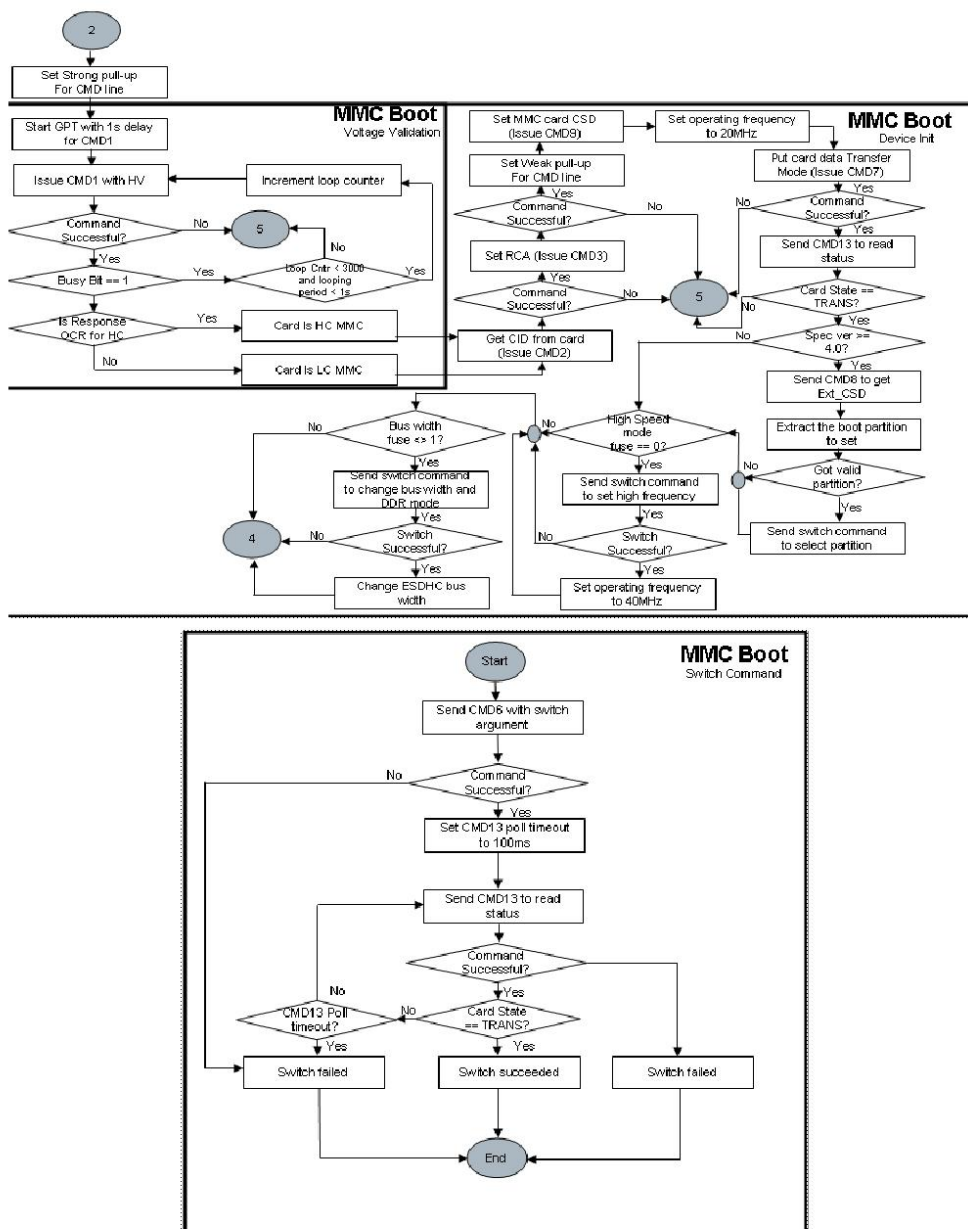 2
Set Strong pull-up
For CMD line
MMC Boot
Voltage Validation
Start GPT with 1s delay
for CMD1
Issue CMD1 with HV
Increment loop counter
Command
Successful?
No
5
Yes
No
Busy Bit == 1
Yes
Loop Cntr < 3000
and looping
period < 1s
Yes
Is Response
OCR for HC
Yes
Card Is HC MMC
No
Card Is LC MMC
MMC Boot
Device Init
Set MMC card CSD
(Issue CMD9)
Set operating frequency
to 20MHz
Set Weak pull-up
For CMD line
Put card data Transfer
Mode (Issue CMD7)
Yes
Yes
Command
Successful?
No
No
Command
Successful?
Yes
Set RCA (Issue CMD3)
Send CMD13 to read
status
Yes
5
Command
Successful?
No
No
Card State ==
TRANS?
Yes
Get CID from card
(Issue CMD2)
No
Spec ver >=
4.0?
Yes
Send CMD8 to get
Ext_CSD
No
Bus width
fuse <> 1?
No
High Speed
mode
fuse == 0?
Extract the boot partition
to set
Yes
Yes
No
Got valid
partition?
Send switch command
to change bus width and
DDR mode
Send switch command
to set high frequency
Yes
Yes
Yes
4
No
Switch
Successful?
No
Switch
Successful?
Send switch command
to select partition
Yes
Yes
Change ESDHC bus
width
Set operating frequency
to 40MHz
MMC Boot
Switch Command
Start
Send CMD6 with switch
argument
No
Command
Successful?
Yes
Set CMD13 poll timeout
to 100ms
Send CMD13 to read
status
Command
Successful?
No
Yes
No
CMD13 Poll
timeout?
No
Card State
== TRANS?
Yes
Yes
Switch failed
Switch succeeded
Switch failed
End